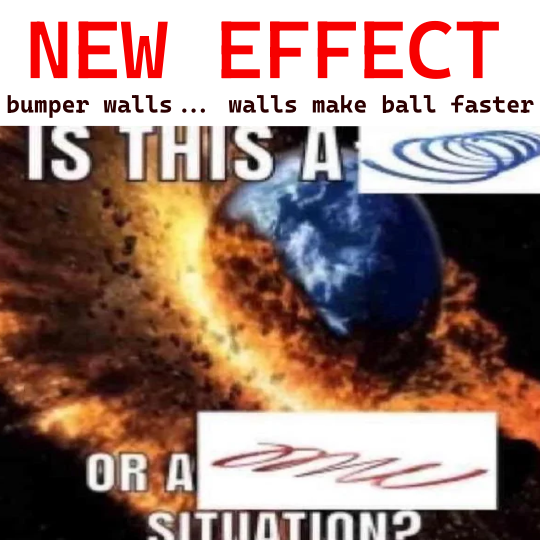 NEW EFFECT
bumper walls... walls make ball faster
IS THIS A
OR A
SITUATION?